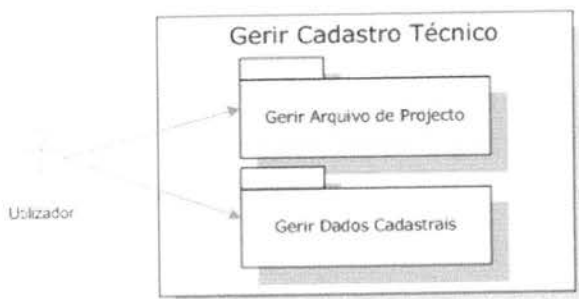 Gerir Cadastro Técnico
Gerir Arquivo de Projecto
Utilizador
Gerir Dados Cadastrais